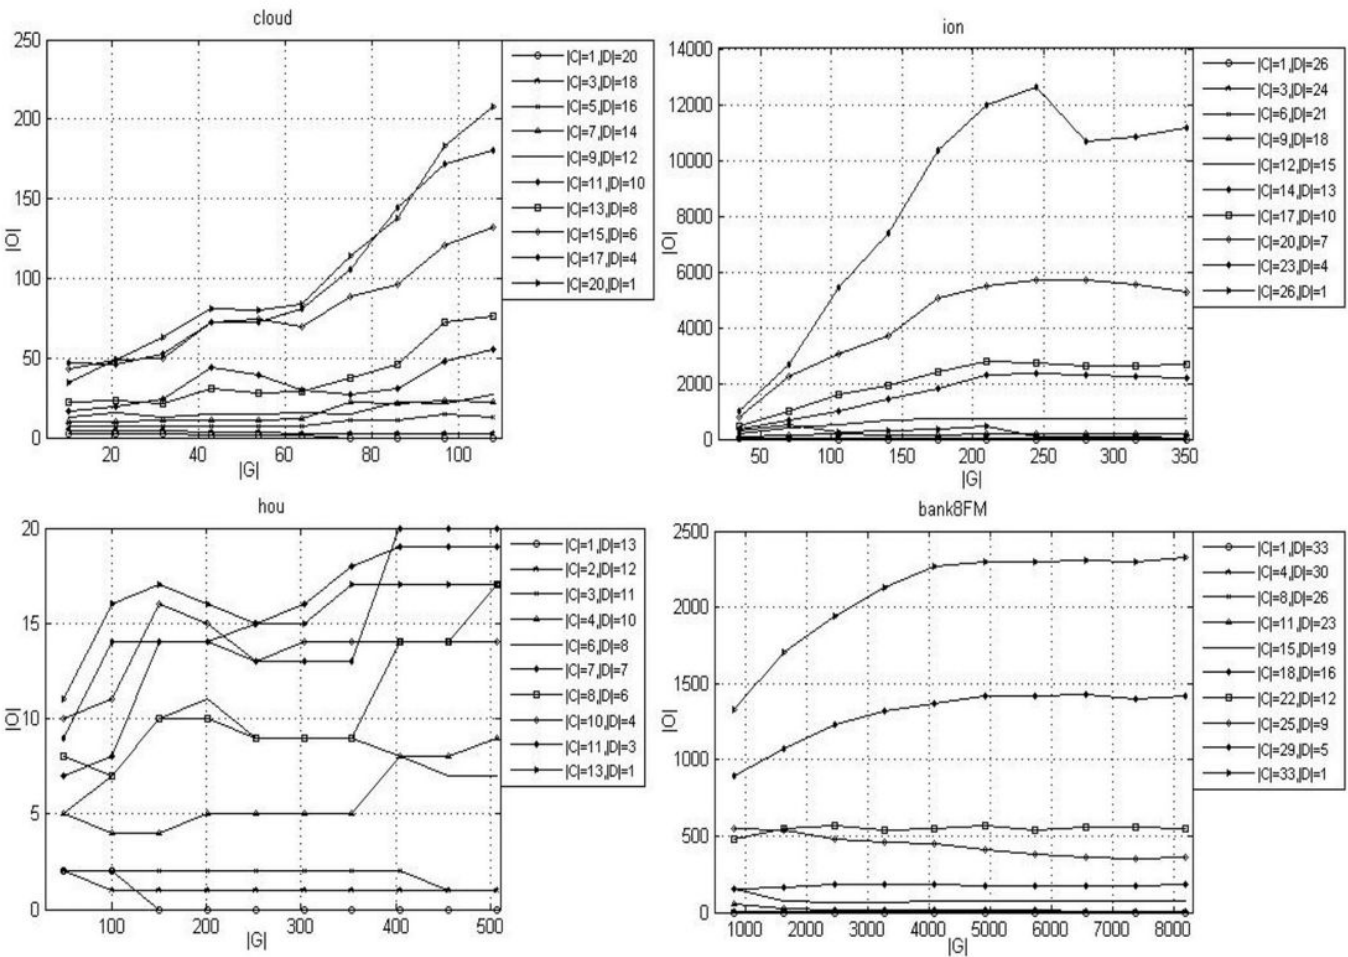 cloud
250
200
150
100
50
0
|O|
20
40
60
80
100
|G|
|C|=1,|D|=20
|C|=3,|D|=18
|C|=5,|D|=16
|C|=7,|D|=14
|C|=9,|D|=12
|C|=11,|D|=10
|C|=13,|D|=8
|C|=15,|D|=6
|C|=17,|D|=4
|C|=20,|D|=1
ion
14000
12000
10000
8000
6000
4000
2000
0
|O|
50
100
150
200
250
300
350
|G|
|C|=1,|D|=26
|C|=3,|D|=24
|C|=6,|D|=21
|C|=9,|D|=18
|C|=12,|D|=15
|C|=14,|D|=13
|C|=17,|D|=10
|C|=20,|D|=7
|C|=23,|D|=4
|C|=26,|D|=1
hou
20
15
10
5
0
|O|
100
200
300
400
500
|G|
|C|=1,|D|=13
|C|=2,|D|=12
|C|=3,|D|=11
|C|=4,|D|=10
|C|=6,|D|=8
|C|=7,|D|=7
|C|=8,|D|=6
|C|=10,|D|=4
|C|=11,|D|=3
|C|=13,|D|=1
bank8FM
2500
2000
1500
1000
500
0
|O|
1000
2000
3000
4000
5000
6000
7000
8000
|G|
|C|=1,|D|=33
|C|=4,|D|=30
|C|=8,|D|=26
|C|=11,|D|=23
|C|=15,|D|=19
|C|=18,|D|=16
|C|=22,|D|=12
|C|=25,|D|=9
|C|=29,|D|=5
|C|=33,|D|=1